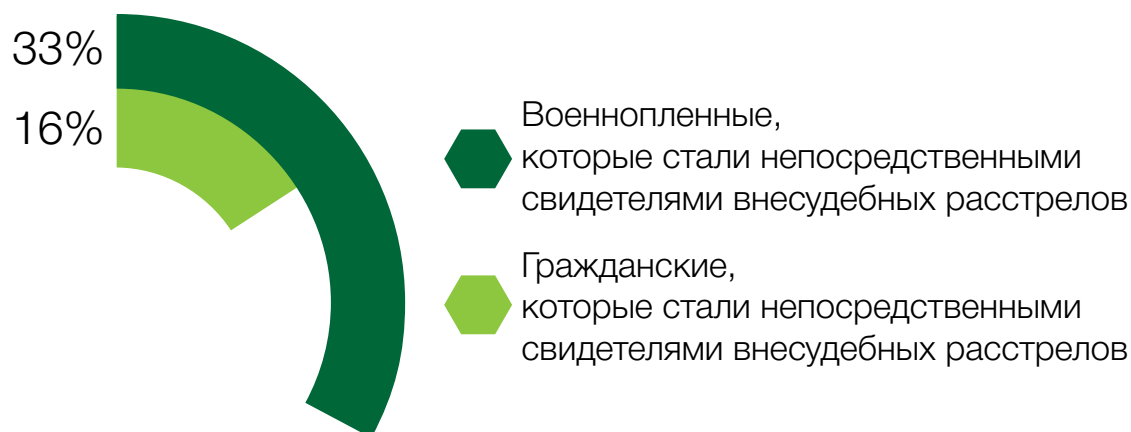 33%
16%
Военнопленные,
которые стали непосредственными
свидетелями внесудебных расстрелов
Гражданские,
которые стали непосредственными
свидетелями внесудебных расстрелов